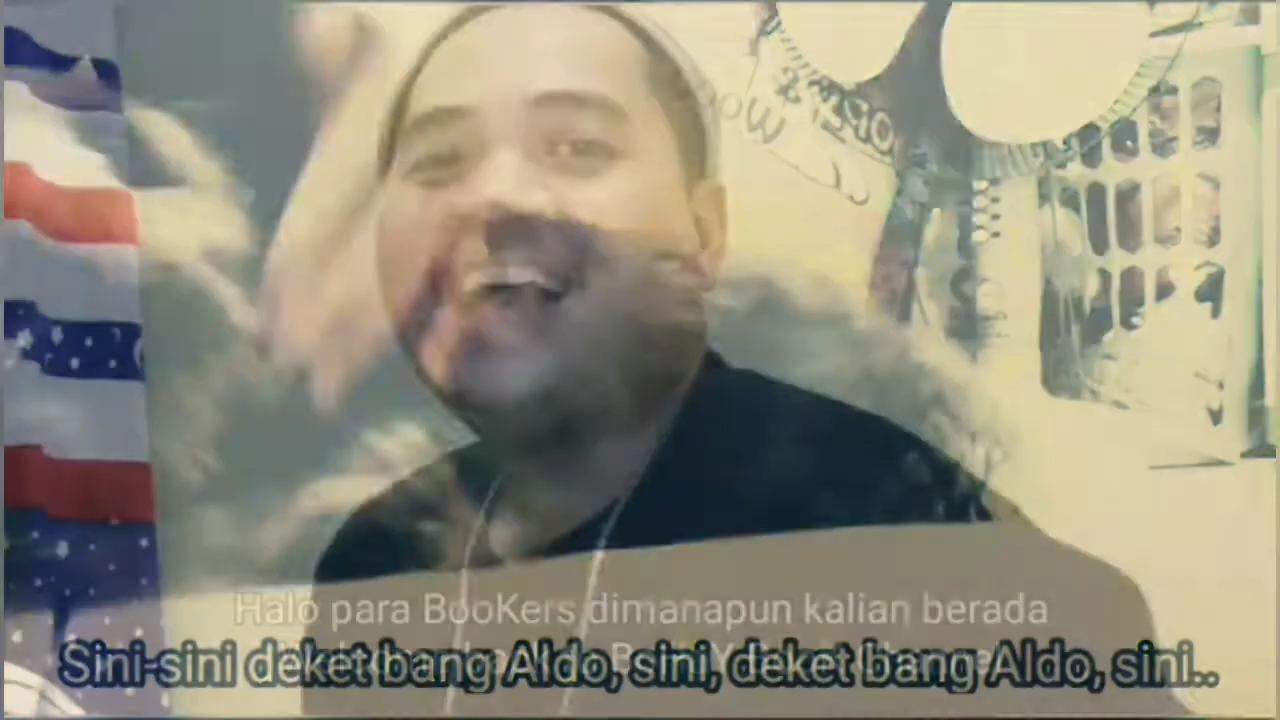 Halo para BooKers dimanapun kalian berada
Sini-sini deket bang Aldo, sini, deket bang Aldo, sini..